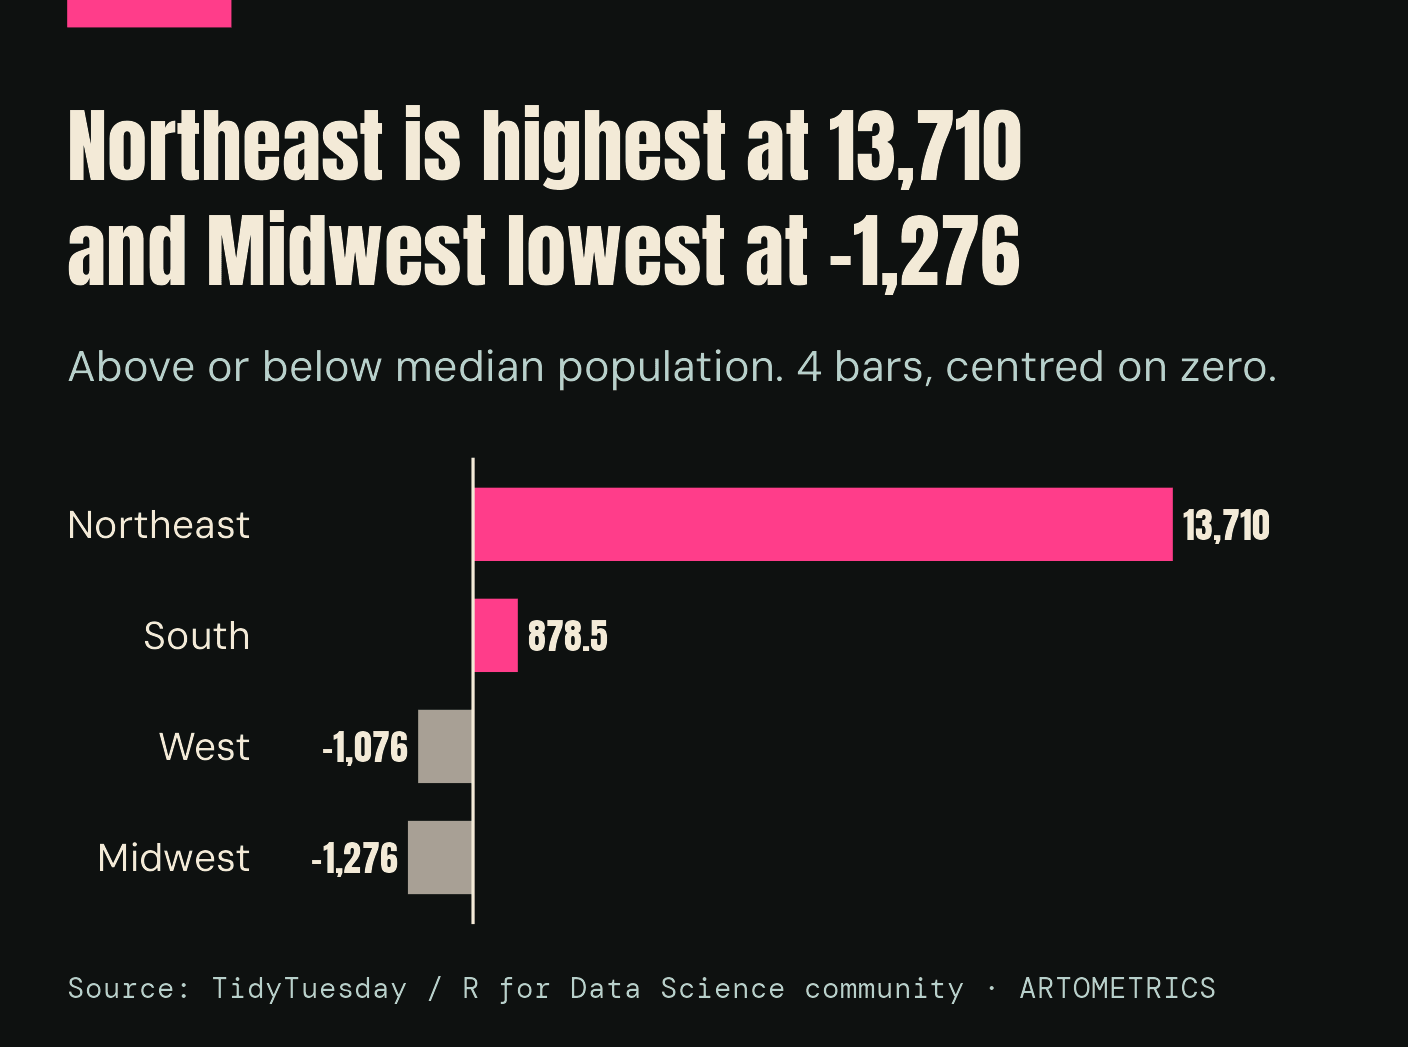 Northeast is highest at 13,710
and Midwest lowest at -1,276
Above or below median population. 4 bars, centred on zero.
Northeast 13,710
South 878.5
West -1,076
Midwest -1,276
Source: TidyTuesday / R for Data Science community · ARTOMETRICS